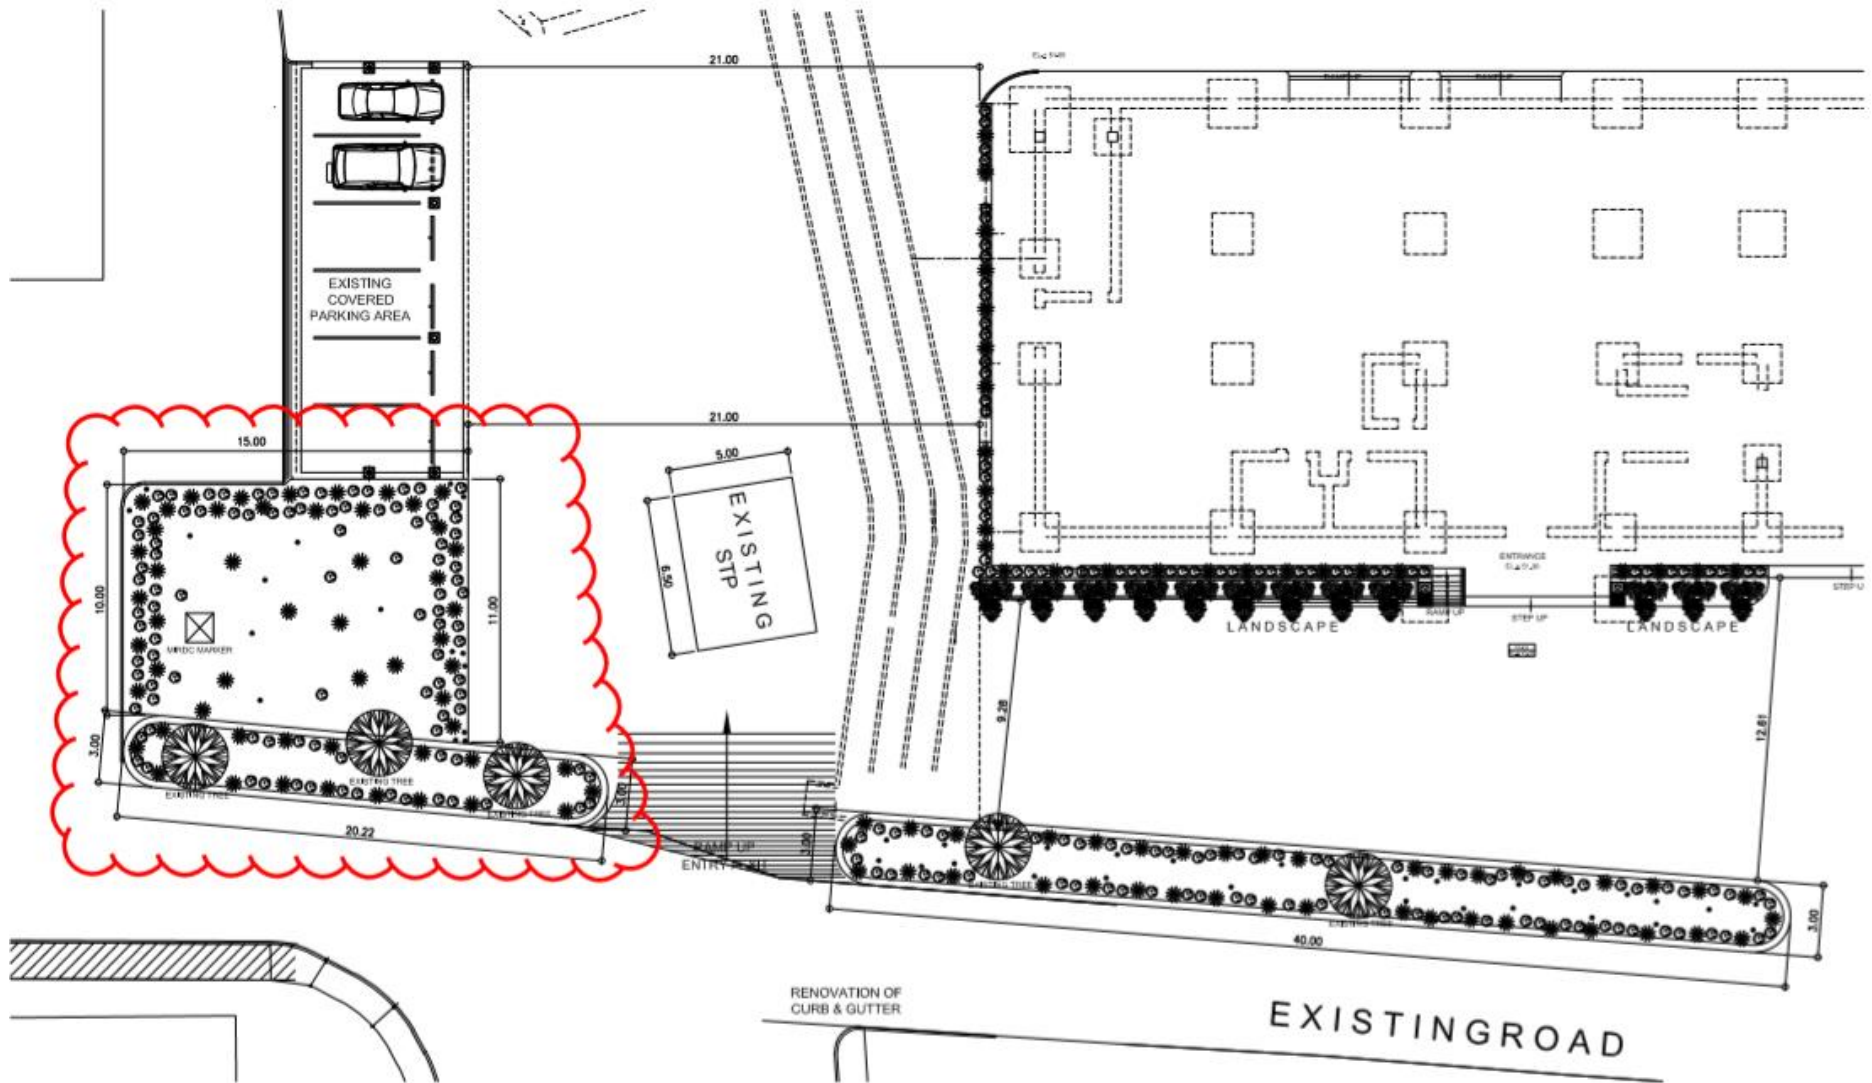 21.00
EXISTING
COVERED
PARKING AREA
21.00
15.00
5.00
EXISTING
STP
6.50
10.00
11.00
MIRDC MARKER
ENTRANCE
RAMP UP
STEP UP
LANDSCAPE
LANDSCAPE
9.28
12.61
3.00
EXISTING TREE
EXISTING TREE
EXISTING TREE
3.00
20.22
RAMP UP
3.00
EXISTING TREE
EXISTING TREE
3.00
40.00
RENOVATION OF
CURB & GUTTER
EXISTINGROAD